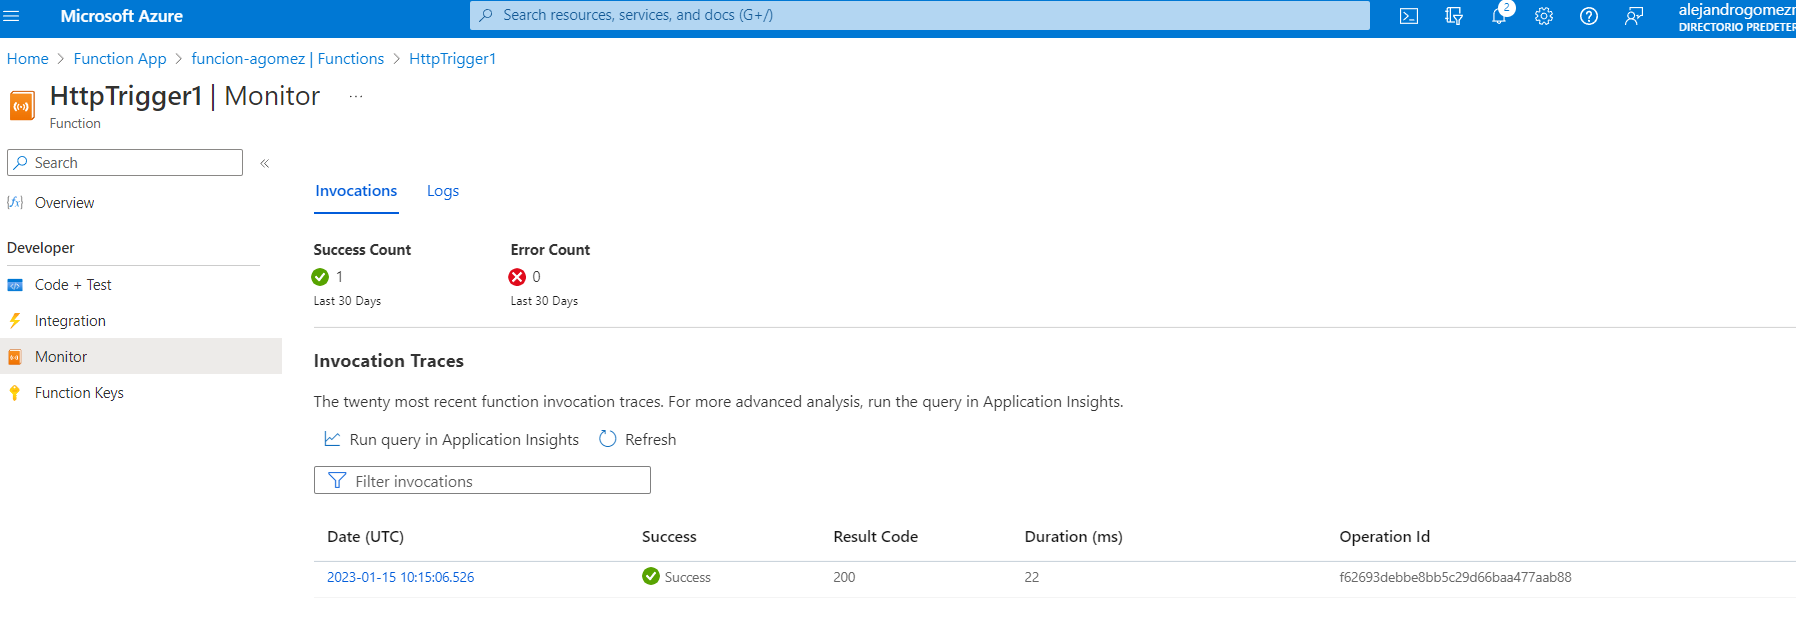 Microsoft Azure
Search resources, services, and docs (G+/)
2
alejandrogomez
DIRECTORIO PREDETER
Home > Function App > funcion-agomez | Functions > HttpTrigger1
HttpTrigger1 | Monitor ...
Function
Search
«
Overview
Developer
Code + Test
Integration
Monitor
Function Keys
Invocations Logs
Success Count Error Count
1 0
Last 30 Days Last 30 Days
Invocation Traces
The twenty most recent function invocation traces. For more advanced analysis, run the query in Application Insights.
Run query in Application Insights Refresh
Filter invocations
Date (UTC) Success Result Code Duration (ms) Operation Id
2023-01-15 10:15:06.526 Success 200 22 f62693debbe8bb5c29d66baa477aab88